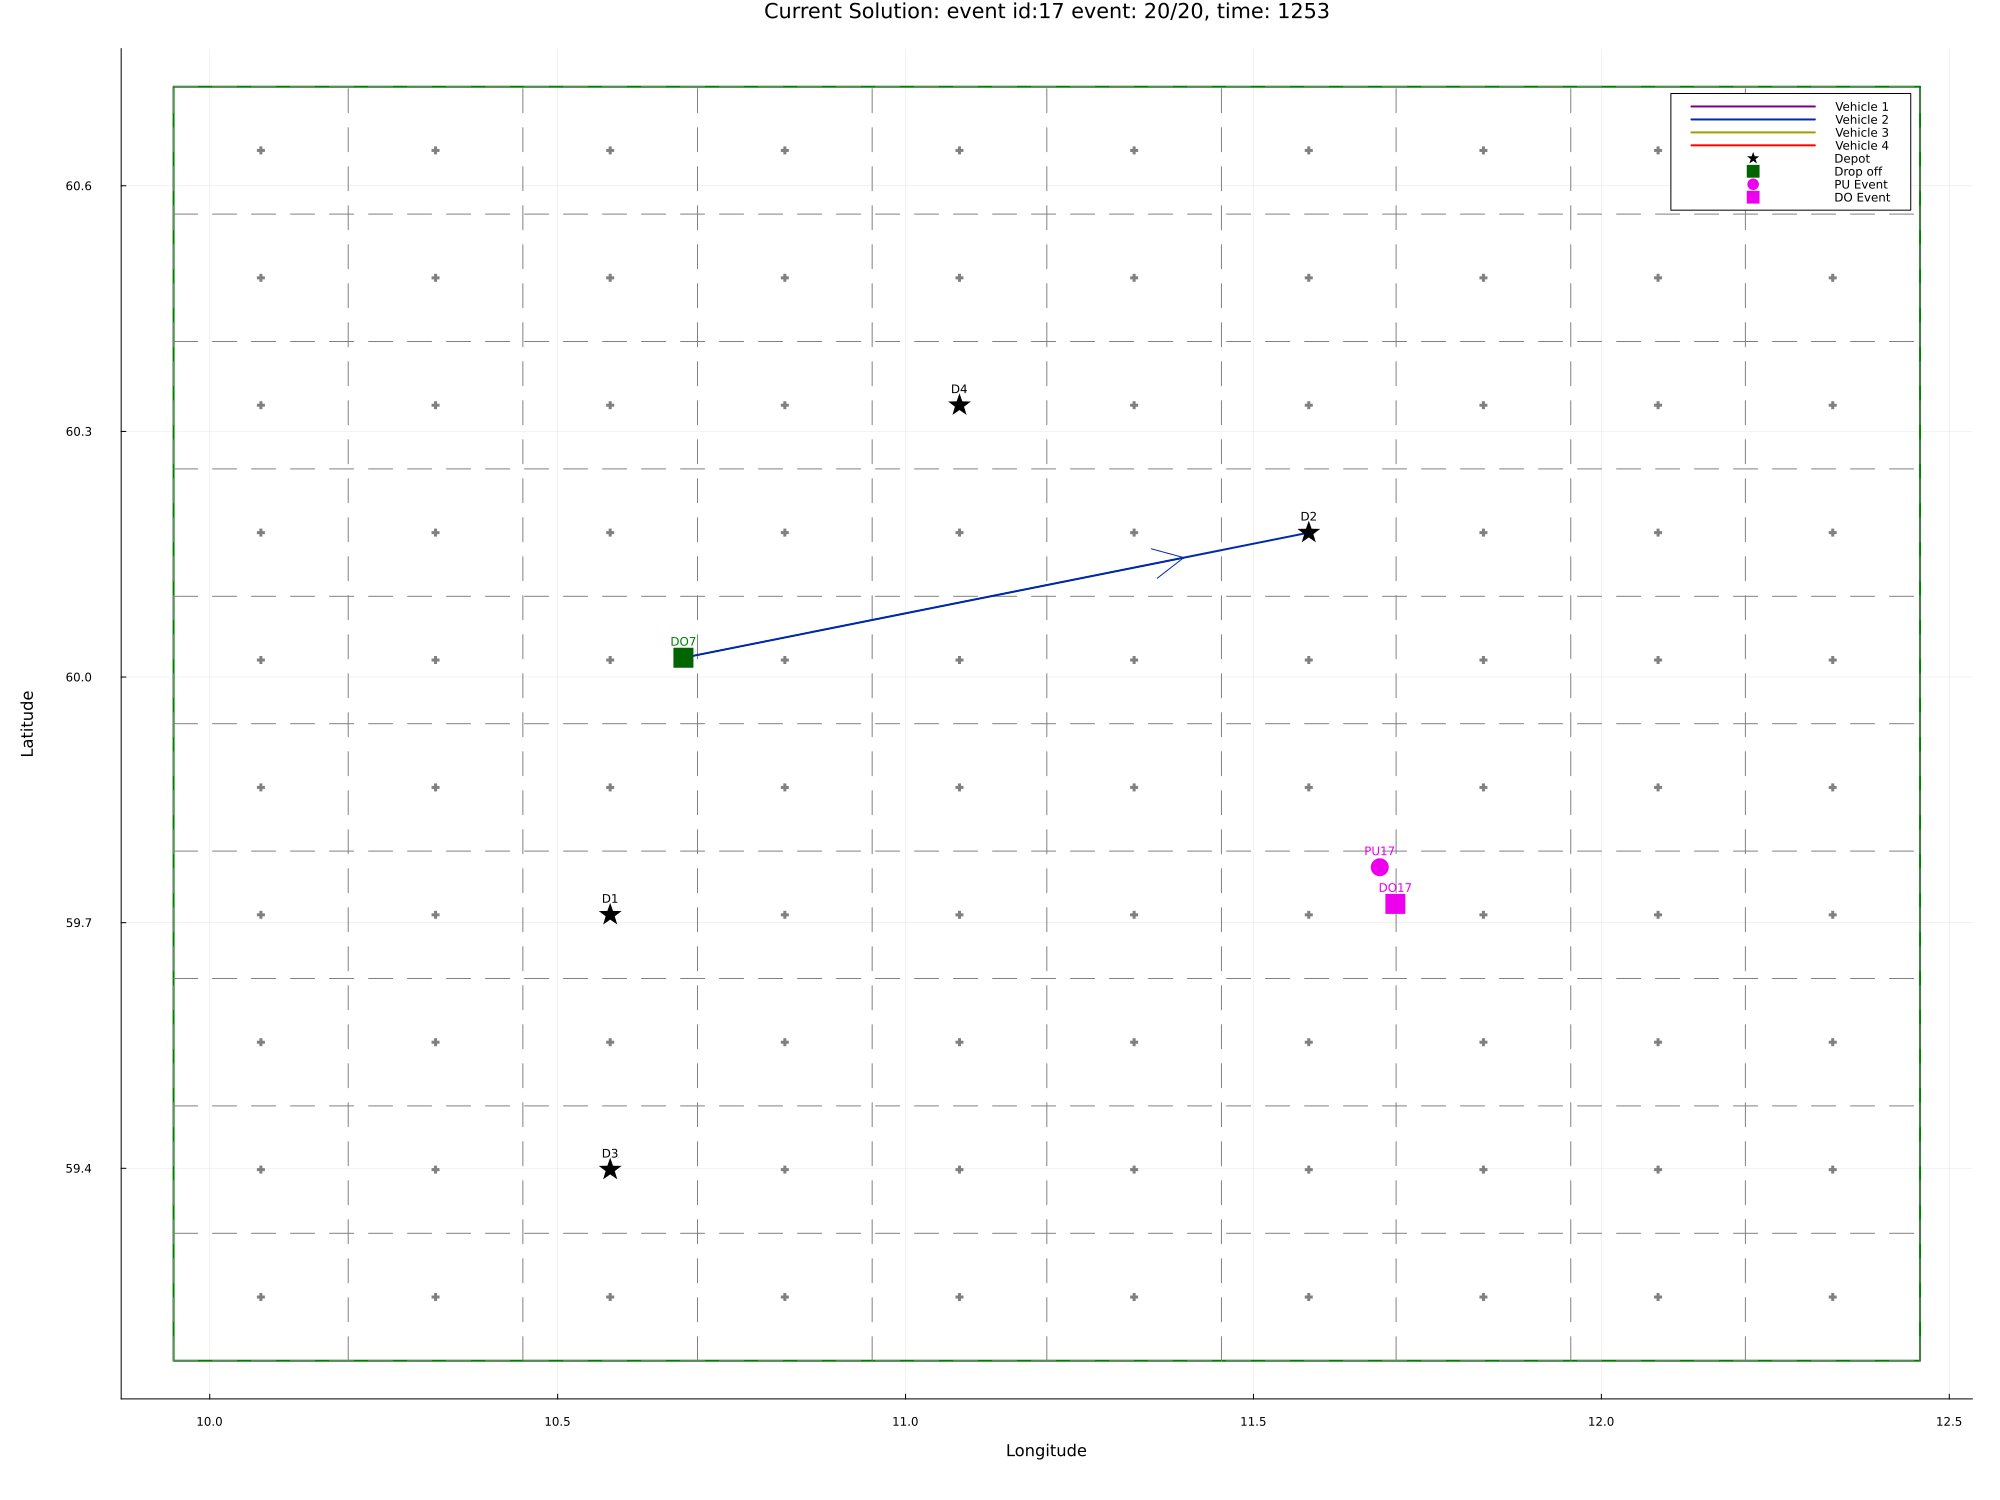 Current Solution: event id:17 event: 20/20, time: 1253
Vehicle 1
Vehicle 2
Vehicle 3
Vehicle 4
Depot
Drop off
PU Event
DO Event
60.6
60.3
60.0
59.7
59.4
Latitude
D4
D2
DO7
PU17
DO17
D1
D3
10.0
10.5
11.0
11.5
12.0
12.5
Longitude